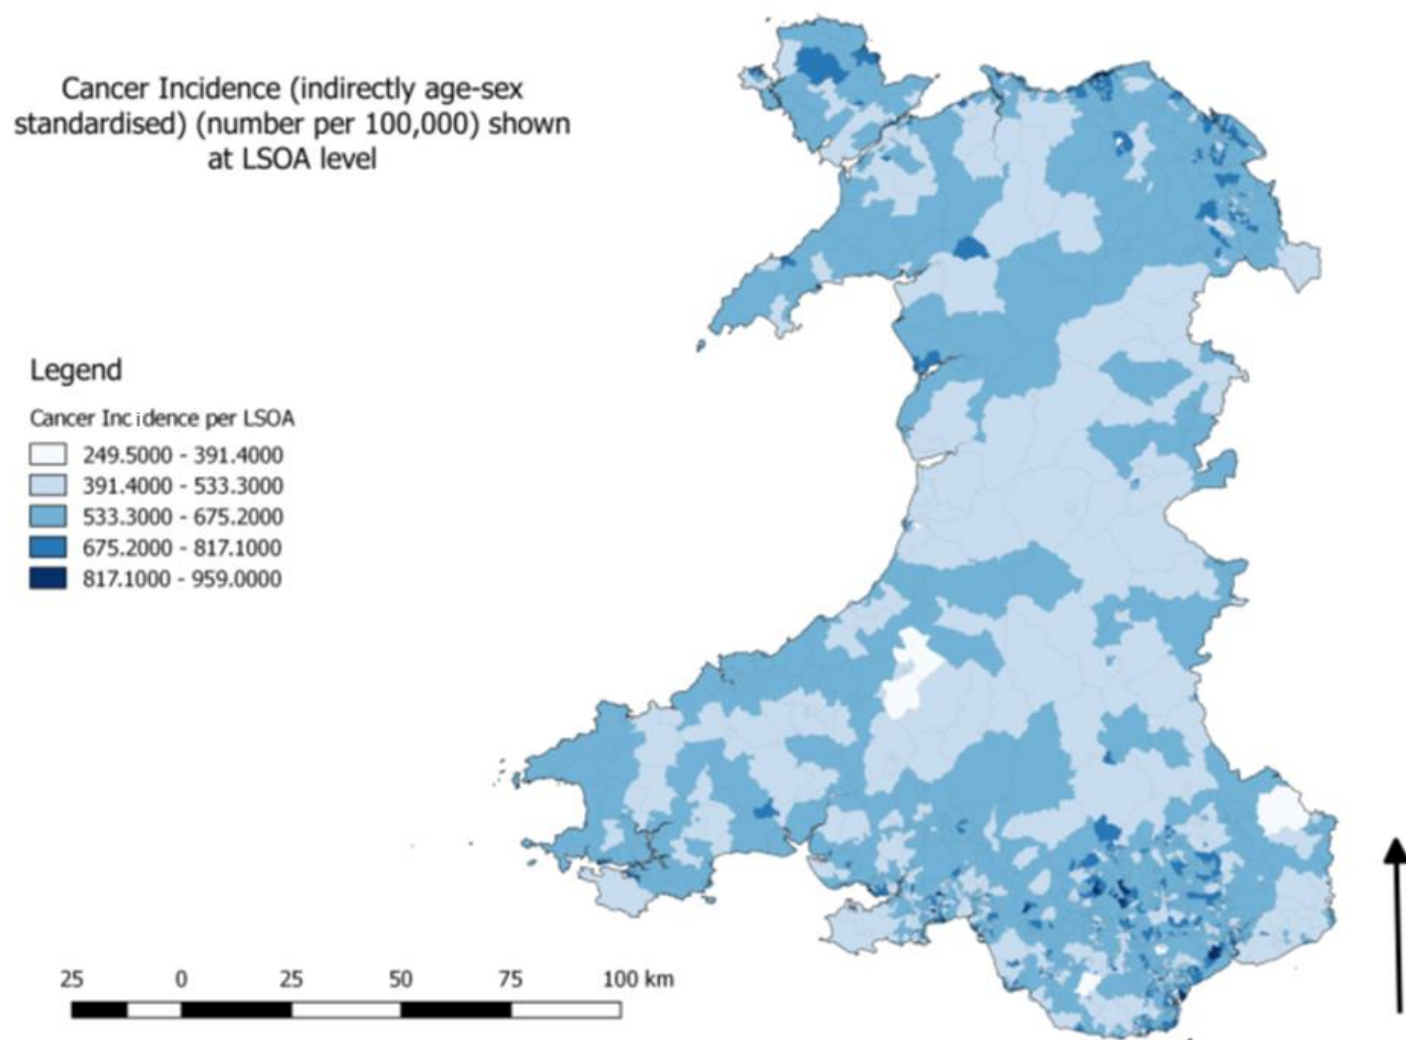 Cancer Incidence (indirectly age-sex
standardised) (number per 100,000) shown
at LSOA level
Legend
Cancer Incidence per LSOA
249.5000 - 391.4000
391.4000 - 533.3000
533.3000 - 675.2000
675.2000 - 817.1000
817.1000 - 959.0000
25 0 25 50 75 100 km